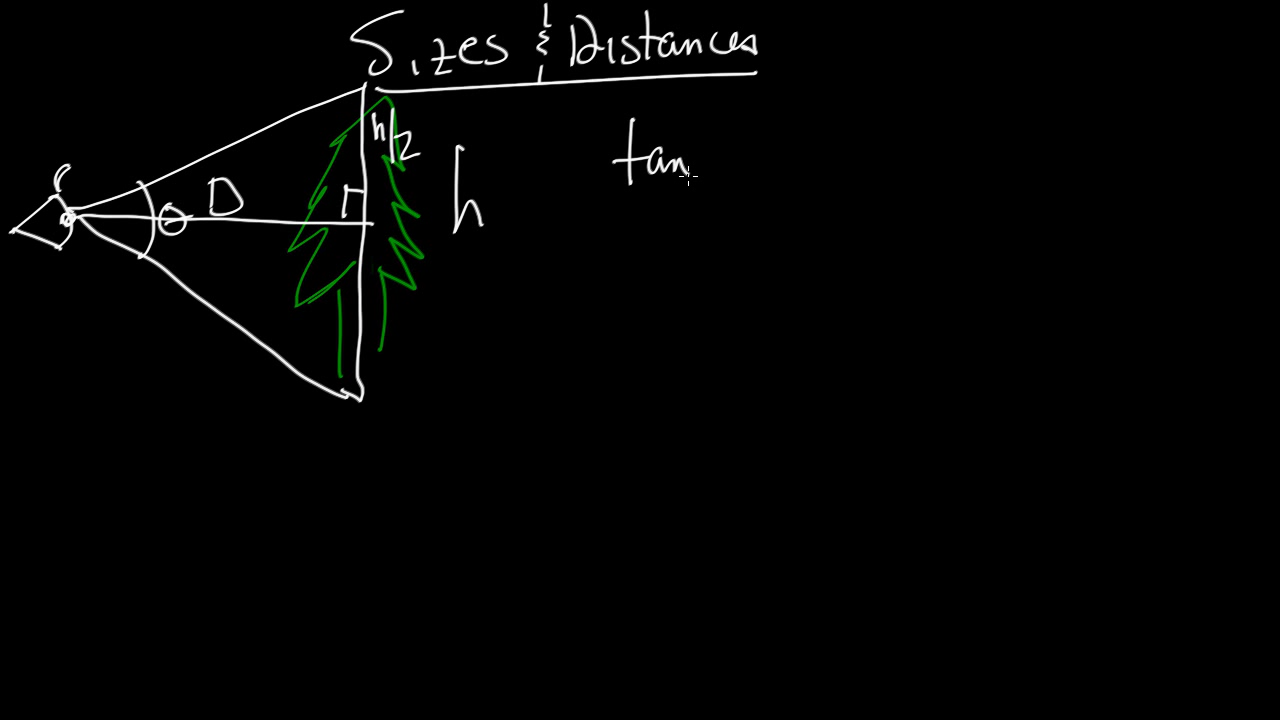 Sizes & Distances
h/2
tan
h
D
θ